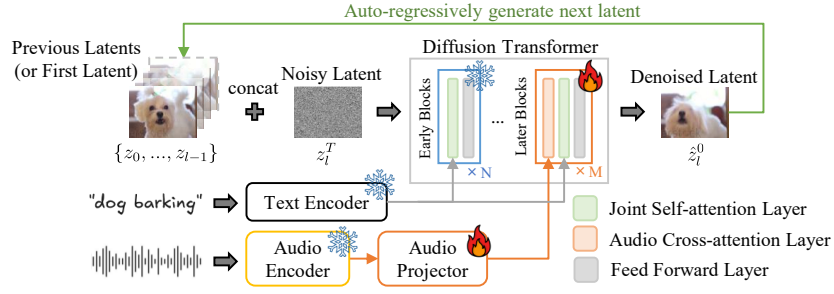 Auto-regressively generate next latent
Previous Latents
(or First Latent)
concat
Noisy Latent
Diffusion Transformer
Denoised Latent
Early Blocks
...
Later Blocks
× N
× M
{z_0, ..., z_{l-1}}
z_l^T
ẑ_l^0
"dog barking"
Text Encoder
Audio
Encoder
Audio
Projector
Joint Self-attention Layer
Audio Cross-attention Layer
Feed Forward Layer